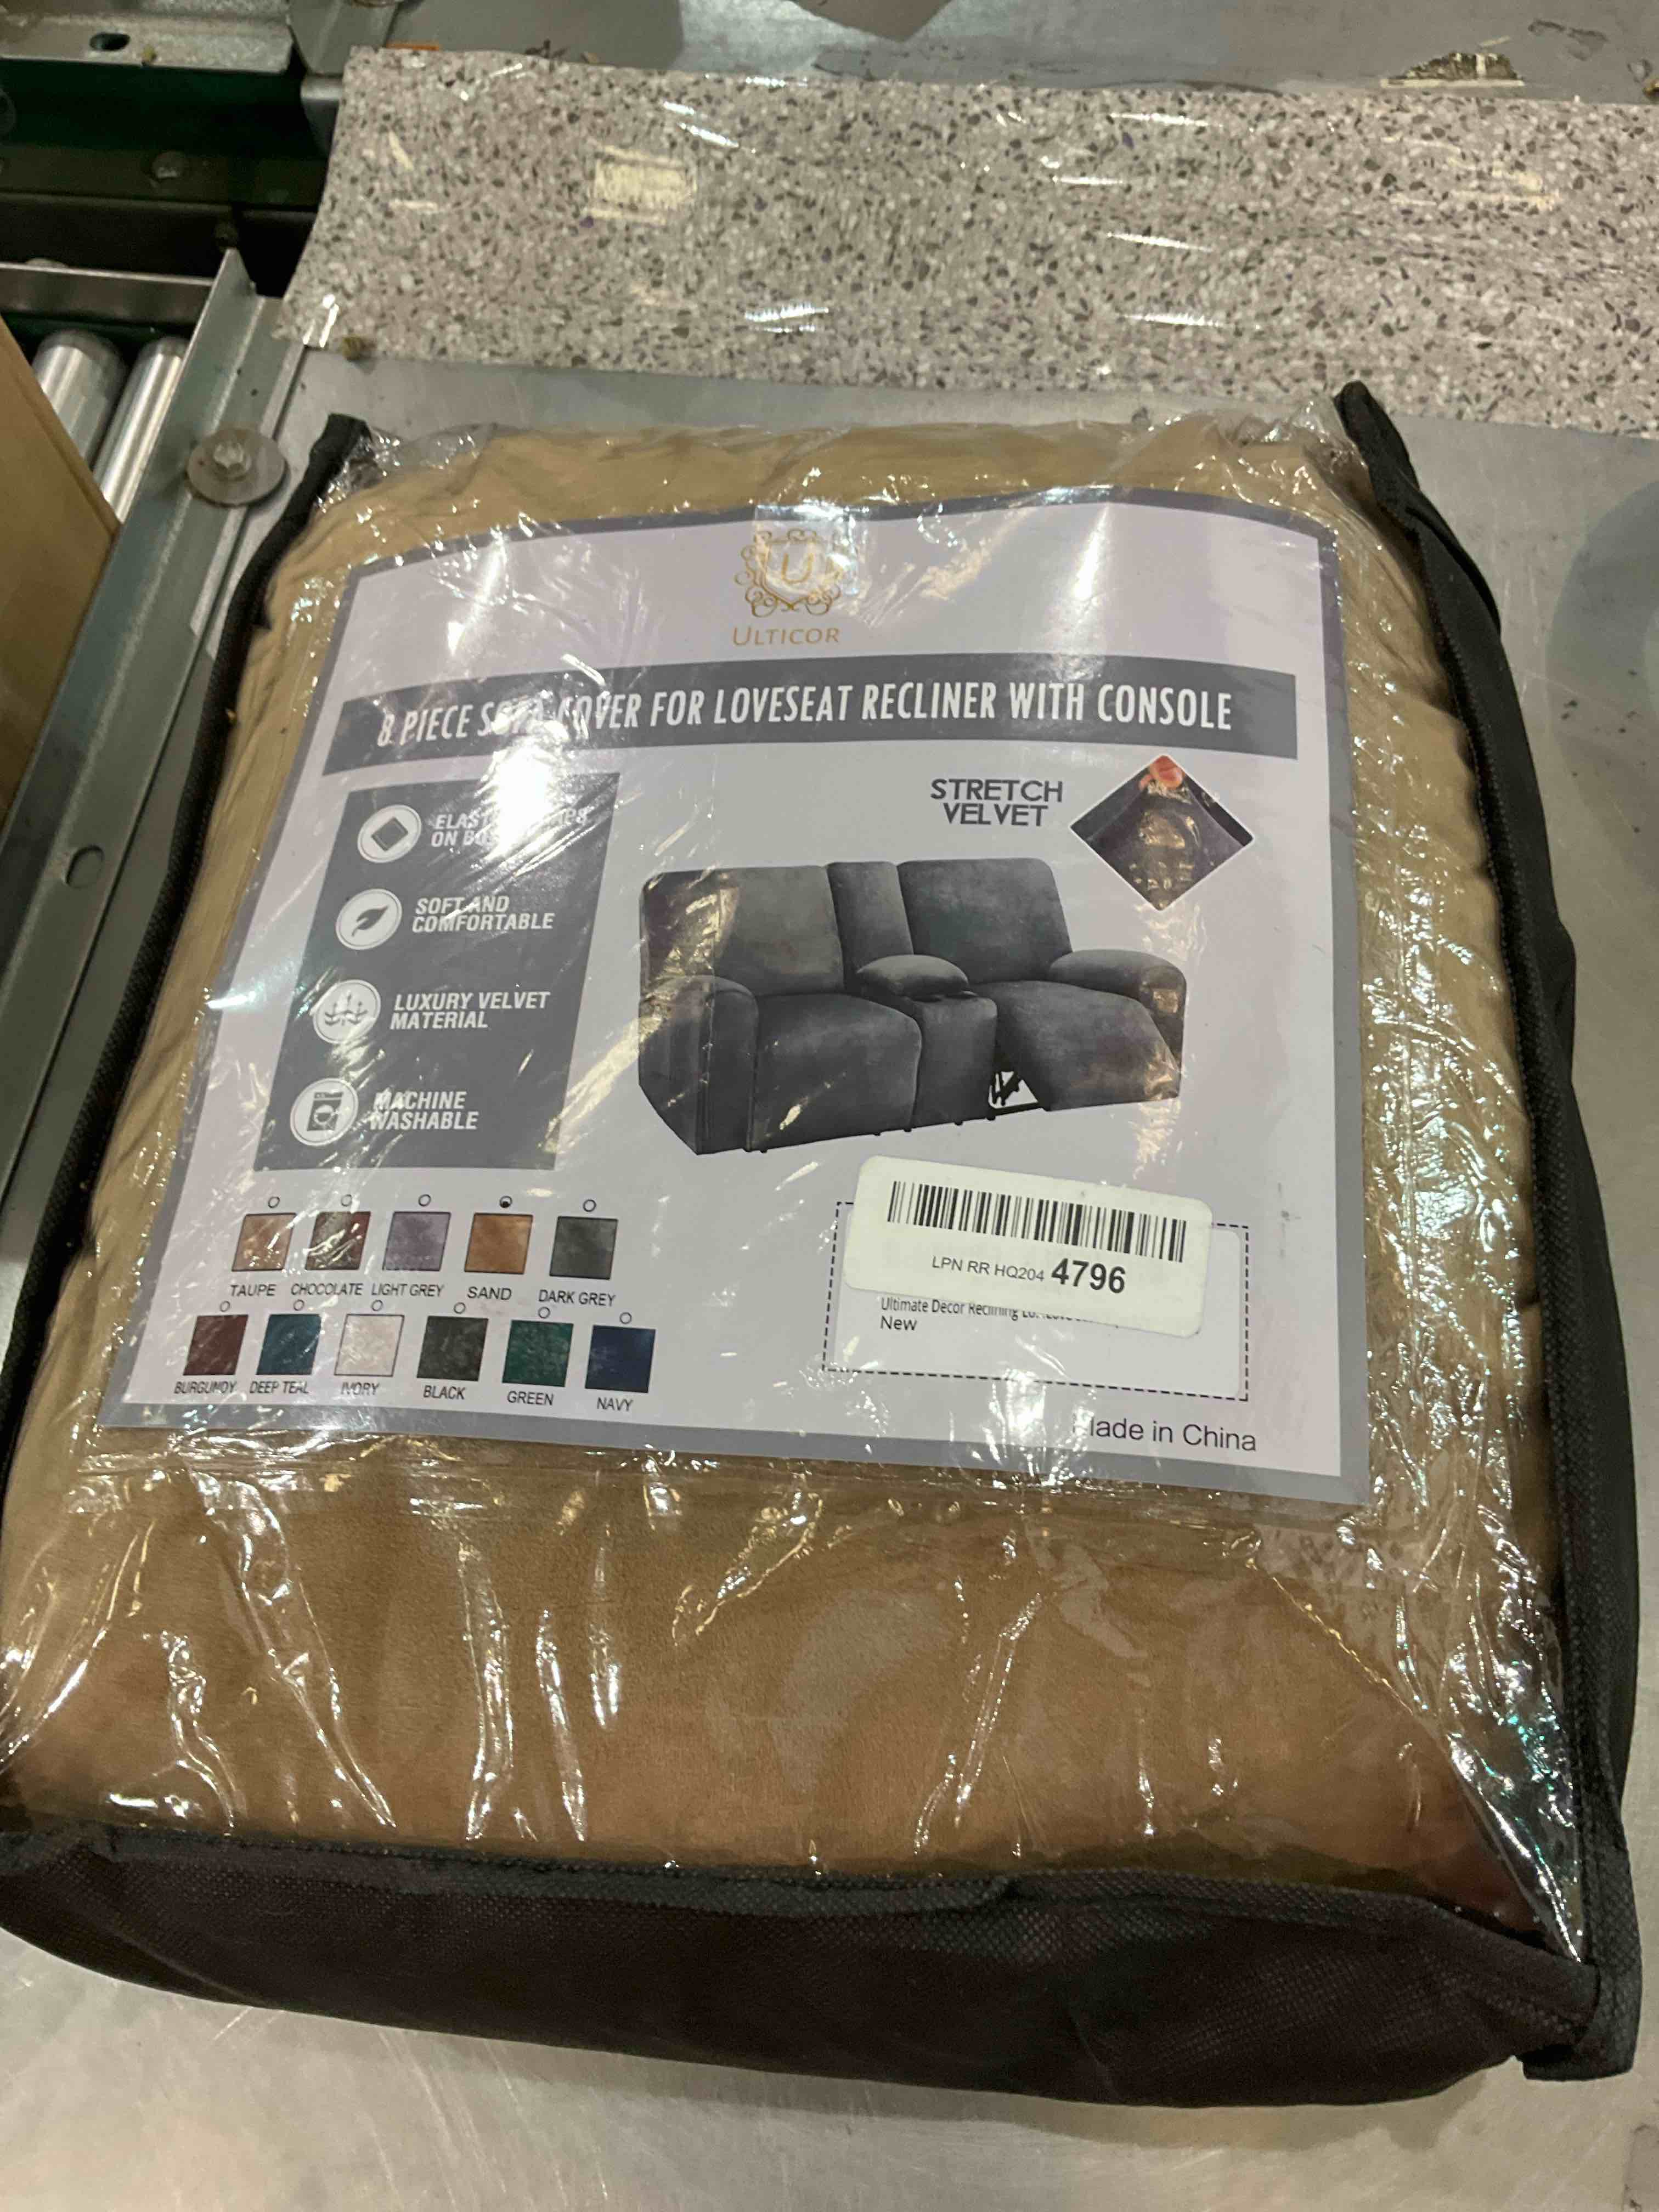 U
ULTICOR
8 PIECE SOFA COVER FOR LOVESEAT RECLINER WITH CONSOLE
STRETCH
VELVET
ON
SOFT AND
COMFORTABLE
LUXURY VELVET
MATERIAL
MACHINE
WASHABLE
TAUPE CHOCOLATE LIGHT GREY SAND DARK GREY
BURGUNDY DEEP TEAL IVORY BLACK GREEN NAVY
LPN RR HQ204 4796
Ultimate Decor Reclining
New
Made in China